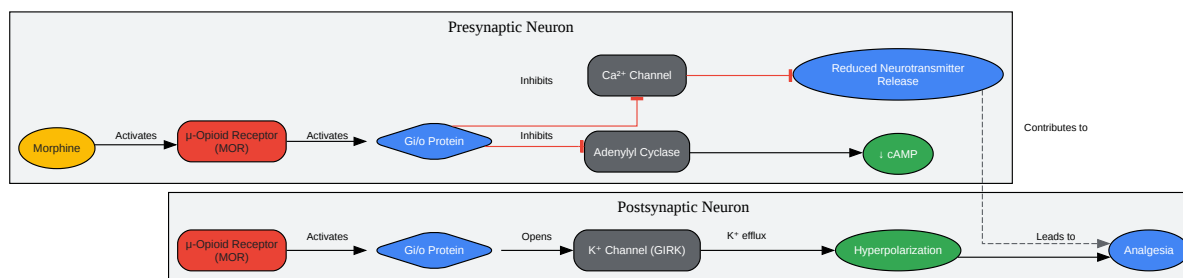 Presynaptic Neuron
Reduced Neurotransmitter
Release
Inhibits
Ca²⁺ Channel
Contributes to
Activates
μ-Opioid Receptor
(MOR)
Activates
Inhibits
Morphine
Gi/o Protein
Adenylyl Cyclase
↓ cAMP
Postsynaptic Neuron
μ-Opioid Receptor
(MOR)
Activates
Gi/o Protein
Opens
K⁺ Channel (GIRK)
K⁺ efflux
Hyperpolarization
Leads to
Analgesia